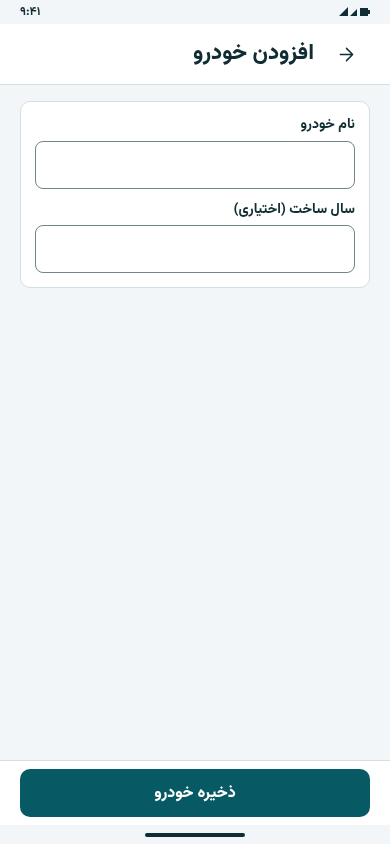 ۹:۴۱
افزودن خودرو
نام خودرو
سال ساخت (اختیاری)
ذخیره خودرو